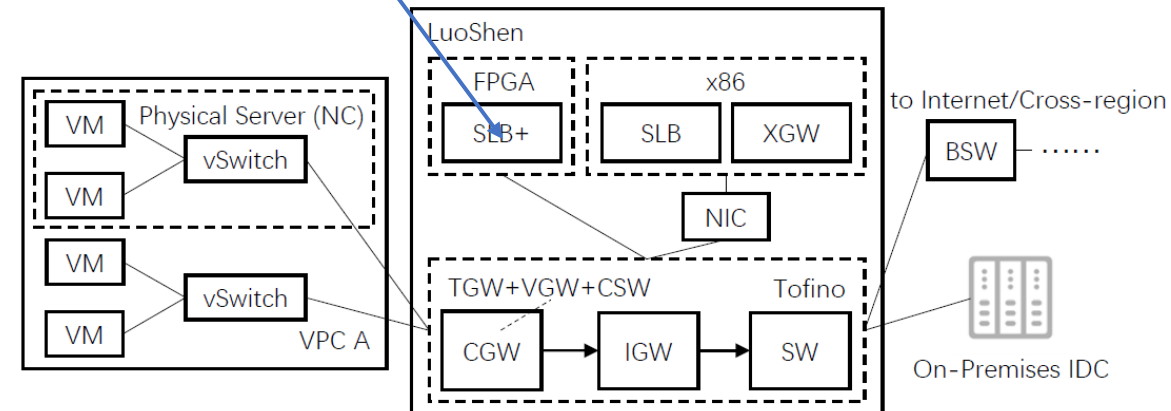 LuoShen
FPGA
x86
SLB+
SLB
XGW
NIC
Physical Server (NC)
VM
vSwitch
VM
VM
vSwitch
VM
VPC A
TGW+VGW+CSW
Tofino
CGW
IGW
SW
to Internet/Cross-region
BSW
······
On-Premises IDC